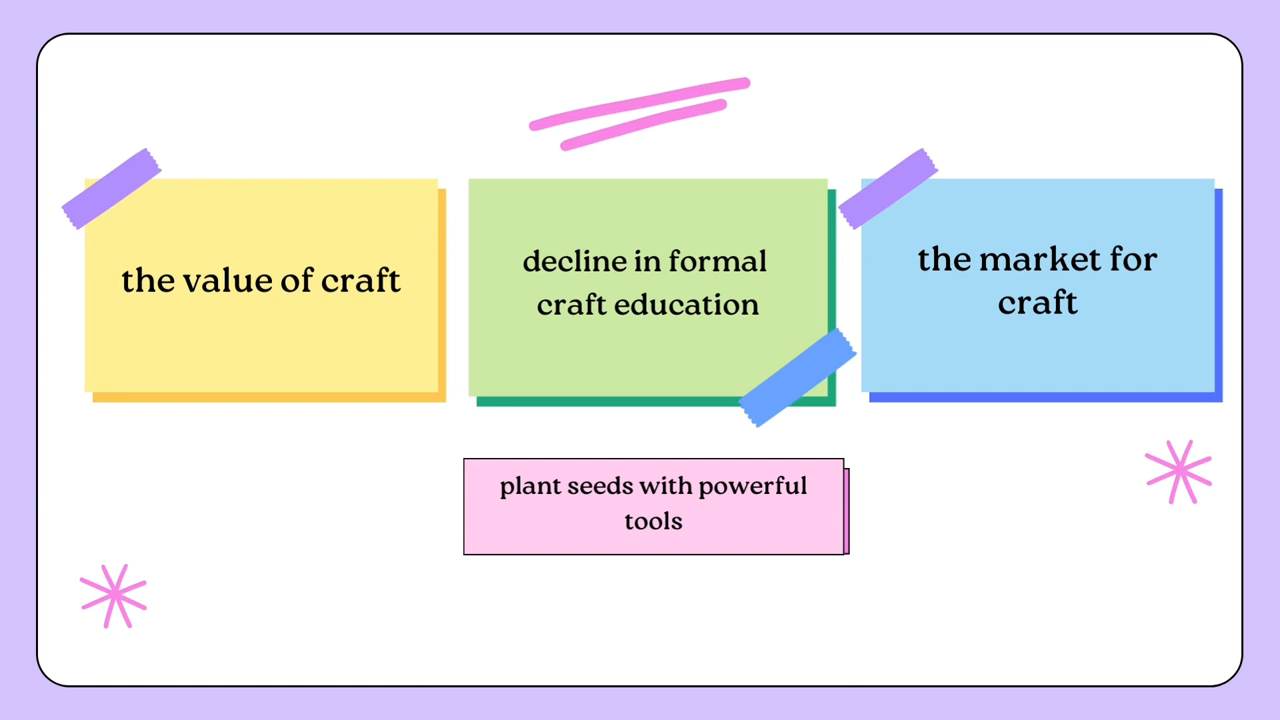 the value of craft
decline in formal
craft education
the market for
craft
plant seeds with powerful
tools